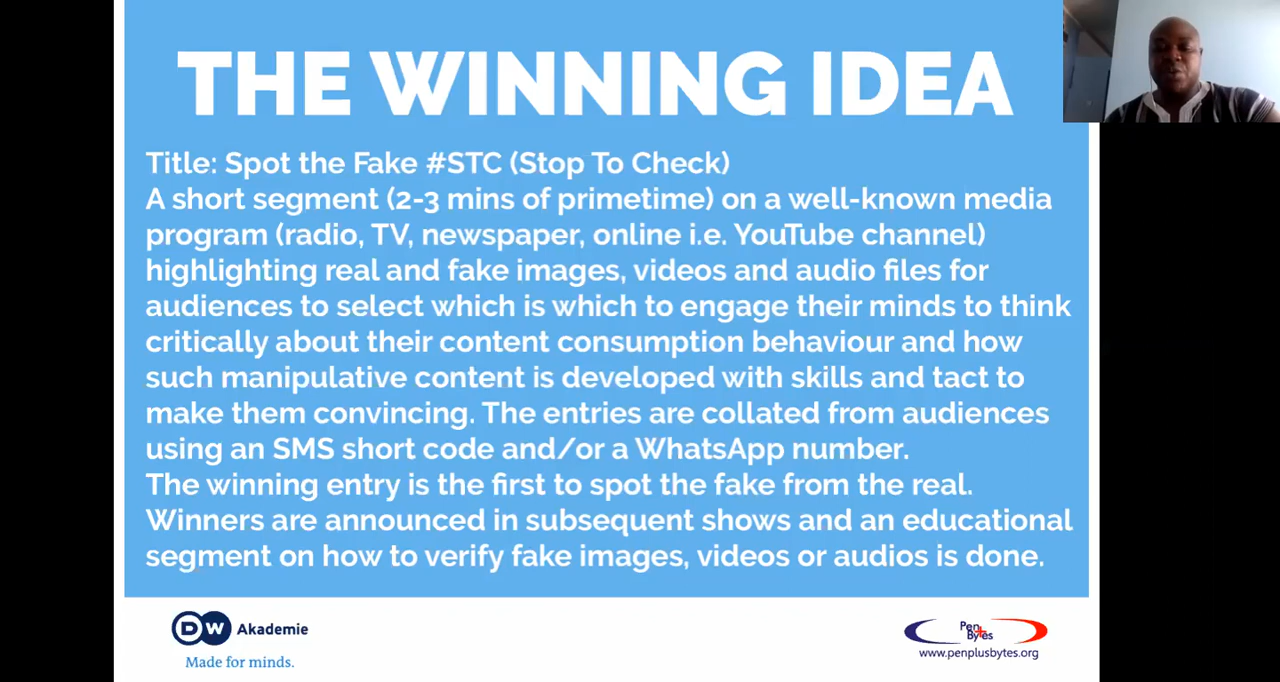 THE WINNING IDEA
Title: Spot the Fake #STC (Stop To Check)
A short segment (2-3 mins of primetime) on a well-known media
program (radio, TV, newspaper, online i.e. YouTube channel)
highlighting real and fake images, videos and audio files for
audiences to select which is which to engage their minds to think
critically about their content consumption behaviour and how
such manipulative content is developed with skills and tact to
make them convincing. The entries are collated from audiences
using an SMS short code and/or a WhatsApp number.
The winning entry is the first to spot the fake from the real.
Winners are announced in subsequent shows and an educational
segment on how to verify fake images, videos or audios is done.
DW Akademie
Made for minds.
Pen
Bytes
www.penplusbytes.org